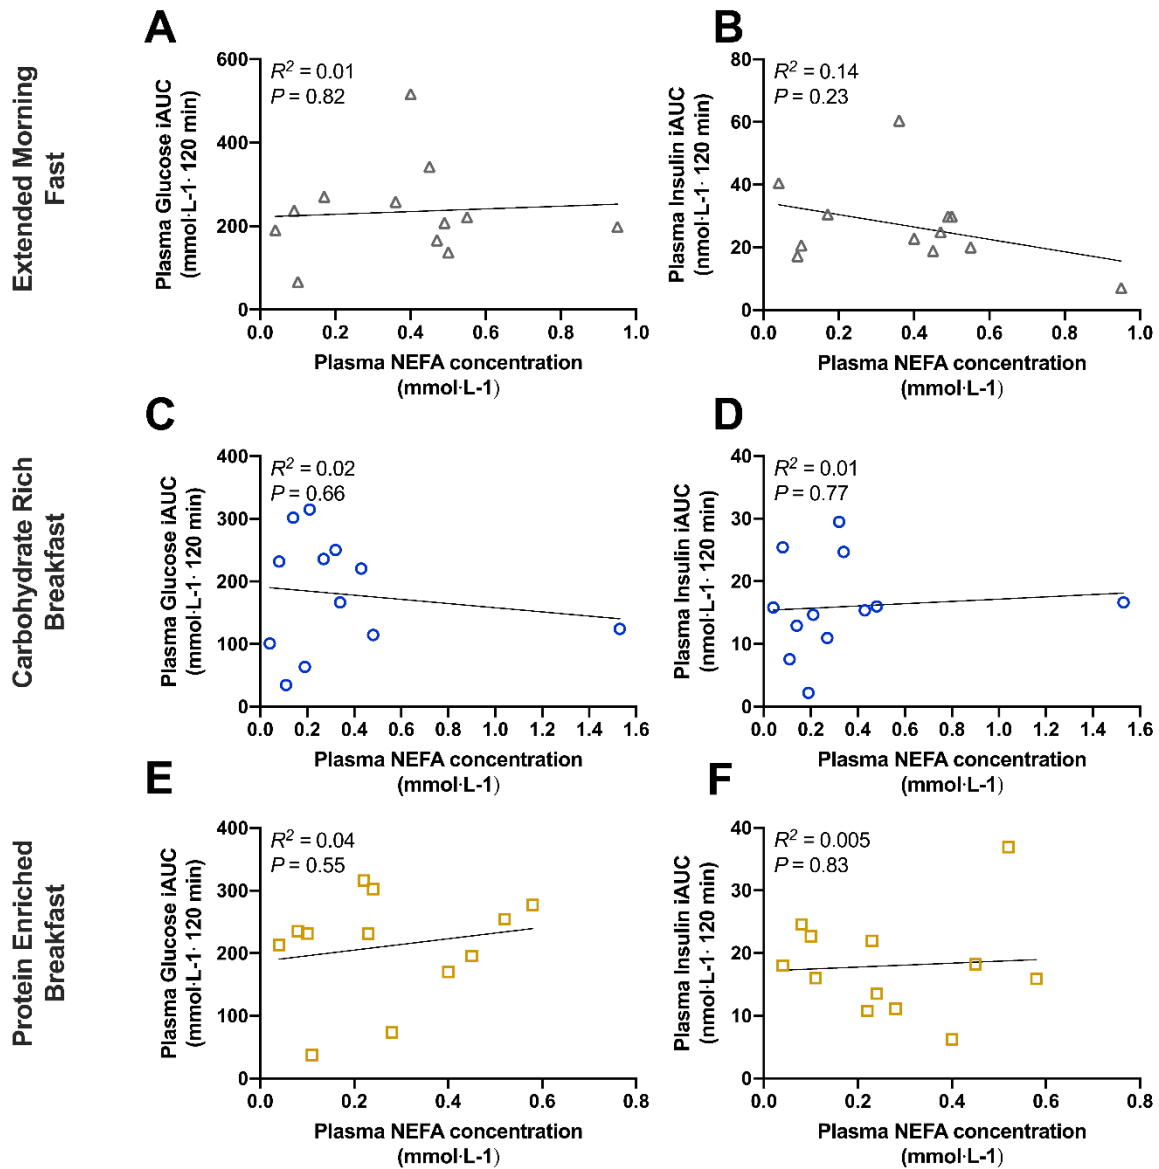 A
B
Extended Morning
Fast
Plasma Glucose iAUC
(mmol·L-1· 120 min)
600
400
200
0
R² = 0.01
P = 0.82
0.0 0.2 0.4 0.6 0.8 1.0
Plasma NEFA concentration
(mmol·L-1)
Plasma Insulin iAUC
(nmol·L-1· 120 min)
80
60
40
20
0
R² = 0.14
P = 0.23
0.0 0.2 0.4 0.6 0.8 1.0
Plasma NEFA concentration
(mmol·L-1)
C
D
Carbohydrate Rich
Breakfast
Plasma Glucose iAUC
(mmol·L-1· 120 min)
400
300
200
100
0
R² = 0.02
P = 0.66
0.0 0.2 0.4 0.6 0.8 1.0 1.2 1.4 1.6
Plasma NEFA concentration
(mmol·L-1)
Plasma Insulin iAUC
(nmol·L-1· 120 min)
40
30
20
10
0
R² = 0.01
P = 0.77
0.0 0.2 0.4 0.6 0.8 1.0 1.2 1.4 1.6
Plasma NEFA concentration
(mmol·L-1)
E
F
Protein Enriched
Breakfast
Plasma Glucose iAUC
(mmol·L-1· 120 min)
400
300
200
100
0
R² = 0.04
P = 0.55
0.0 0.2 0.4 0.6 0.8
Plasma NEFA concentration
(mmol·L-1)
Plasma Insulin iAUC
(nmol·L-1· 120 min)
40
30
20
10
0
R² = 0.005
P = 0.83
0.0 0.2 0.4 0.6 0.8
Plasma NEFA concentration
(mmol·L-1)